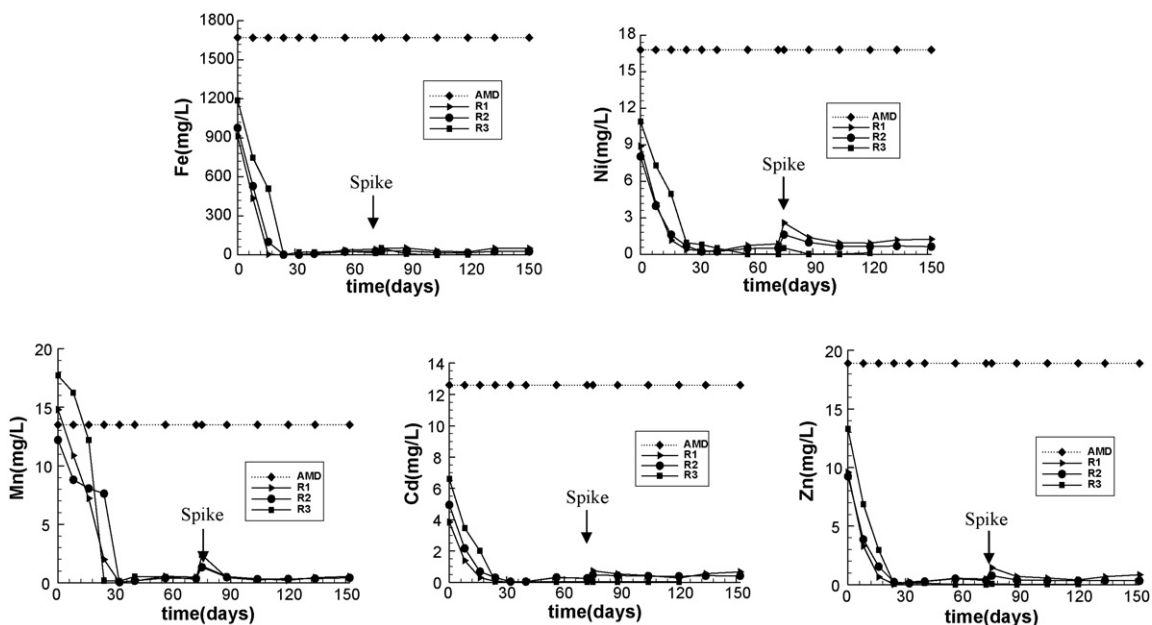 1800
1500
1200
900
600
300
0
Fe(mg/L)
AMD
R1
R2
R3
Spike
0 30 60 90 120 150
time(days)
18
15
12
9
6
3
0
Ni(mg/L)
AMD
R1
R2
R3
Spike
0 30 60 90 120 150
time(days)
20
15
10
5
0
Mn(mg/L)
AMD
R1
R2
R3
Spike
0 30 60 90 120 150
time(days)
14
12
10
8
6
4
2
0
Cd(mg/L)
AMD
R1
R2
R3
Spike
0 30 60 90 120 150
time(days)
20
15
10
5
0
Zn(mg/L)
AMD
R1
R2
R3
Spike
0 30 60 90 120 150
time(days)